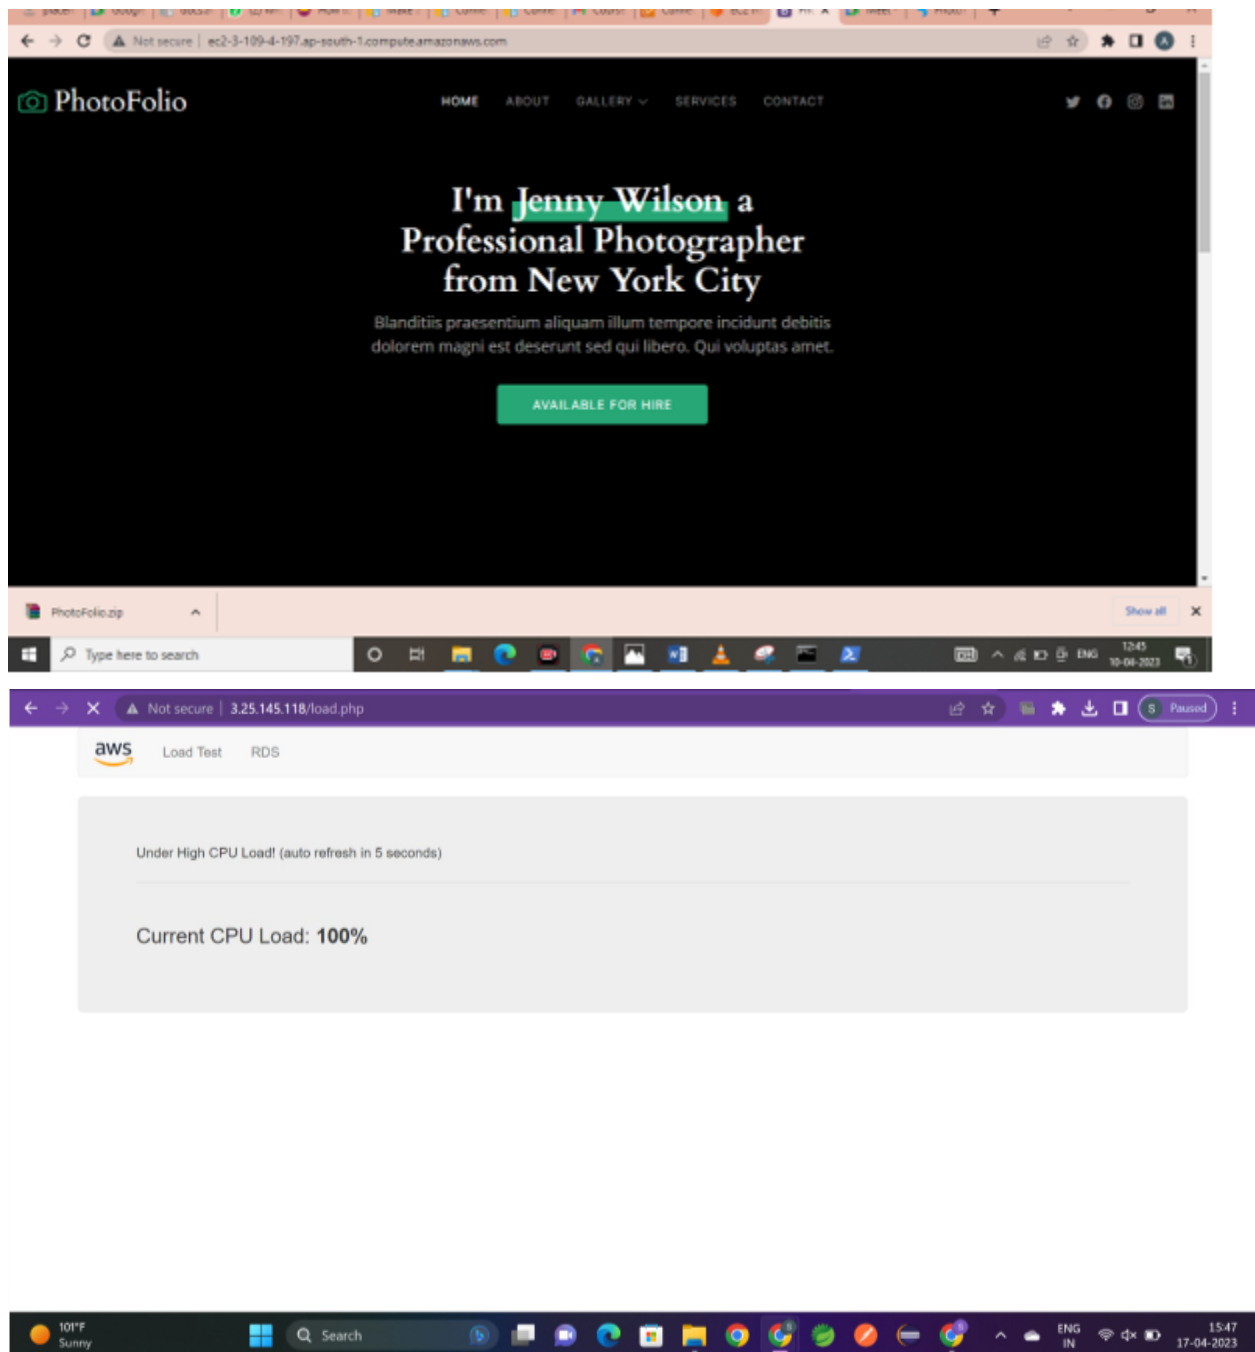 Not secure | ec2-3-109-4-197.ap-south-1.compute.amazonaws.com
PhotoFolio
HOME ABOUT GALLERY SERVICES CONTACT
I'm Jenny Wilson a
Professional Photographer
from New York City
Blanditiis praesentium aliquam illum tempore incidunt debitis
dolorem magni est deserunt sed qui libero. Qui voluptas amet.
AVAILABLE FOR HIRE
PhotoFolio.zip
Show all
Type here to search
ENG
12:45
10-04-2023
Not secure | 3.25.145.118/load.php
S Paused
aws Load Test RDS
Under High CPU Load! (auto refresh in 5 seconds)
Current CPU Load: 100%
101°F
Sunny
Search
ENG
IN
15:47
17-04-2023